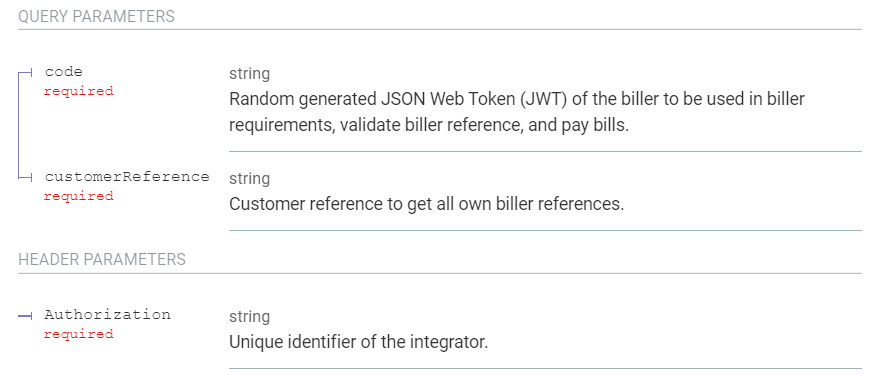 QUERY PARAMETERS
code
required
string
Random generated JSON Web Token (JWT) of the biller to be used in biller
requirements, validate biller reference, and pay bills.
customerReference
required
string
Customer reference to get all own biller references.
HEADER PARAMETERS
Authorization
required
string
Unique identifier of the integrator.